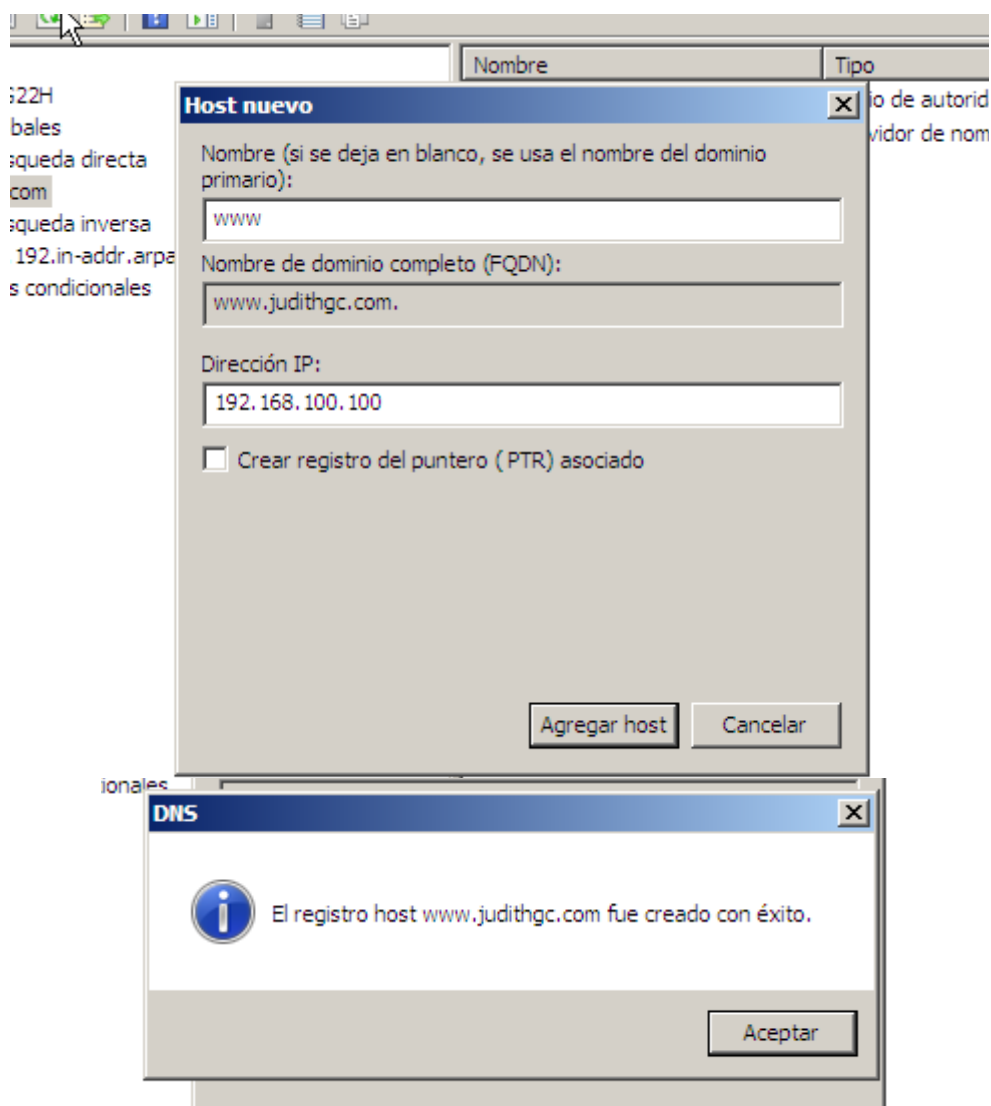 Nombre Tipo
522H
bales
squeda directa
com
squeda inversa
192.in-addr.arpa
s condicionales
io de autorid
vidor de nom
Host nuevo
Nombre (si se deja en blanco, se usa el nombre del dominio
primario):
www
Nombre de dominio completo (FQDN):
www.judithgc.com.
Dirección IP:
192.168.100.100
Crear registro del puntero (PTR) asociado
Agregar host Cancelar
ionales
DNS
El registro host www.judithgc.com fue creado con éxito.
Aceptar